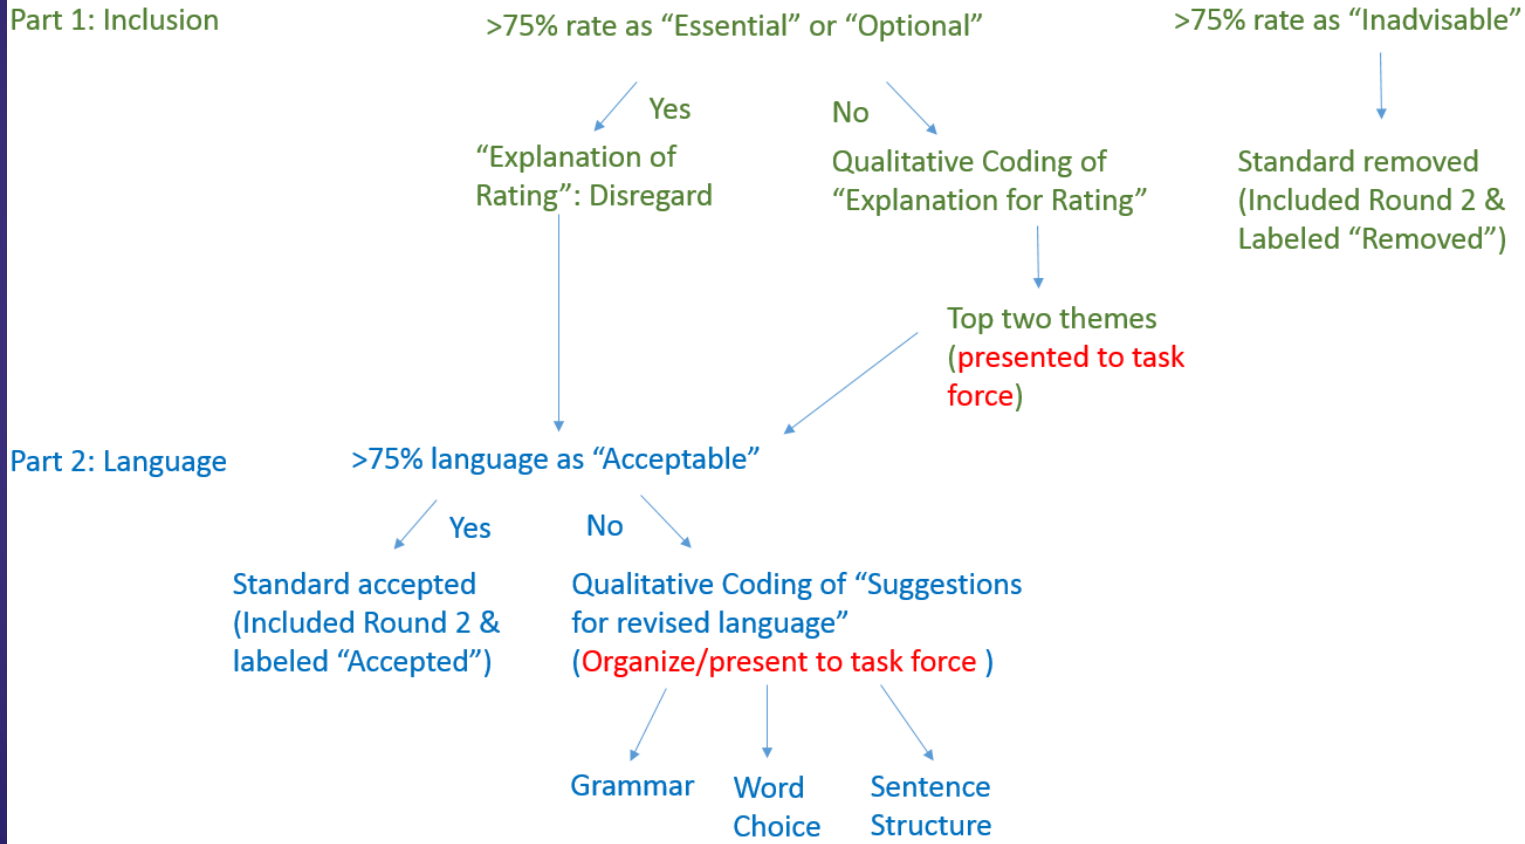 Part 1: Inclusion
>75% rate as “Essential” or “Optional”
>75% rate as “Inadvisable”
Yes
No
“Explanation of
Rating”: Disregard
Qualitative Coding of
“Explanation for Rating”
Standard removed
(Included Round 2 &
Labeled “Removed”)
Top two themes
(presented to task
force)
Part 2: Language
>75% language as “Acceptable”
Yes
No
Standard accepted
(Included Round 2 &
labeled “Accepted”)
Qualitative Coding of “Suggestions
for revised language”
(Organize/present to task force )
Grammar
Word
Choice
Sentence
Structure